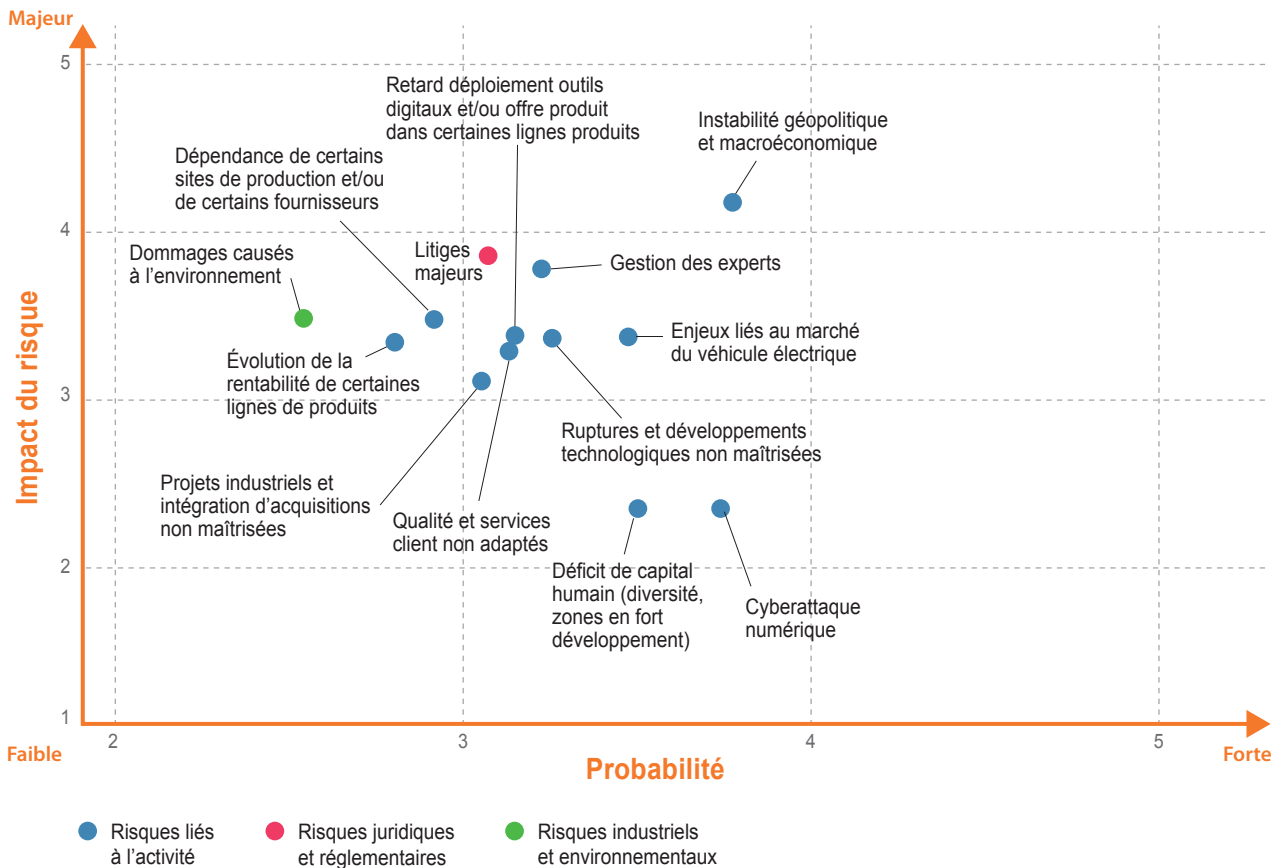 Majeur
5
4
3
2
1
Impact du risque
Retard déploiement outils
digitaux et/ou offre produit
dans certaines lignes produits
Instabilité géopolitique
et macroéconomique
Dépendance de certains
sites de production et/ou
de certains fournisseurs
Dommages causés
à l’environnement
Litiges
majeurs
Gestion des experts
Enjeux liés au marché
du véhicule électrique
Évolution de la
rentabilité de certaines
lignes de produits
Ruptures et développements
technologiques non maîtrisées
Projets industriels et
intégration d’acquisitions
non maîtrisées
Qualité et services
client non adaptés
Déficit de capital
humain (diversité,
zones en fort
développement)
Cyberattaque
numérique
2
3
4
5
Faible
Probabilité
Forte
Risques liés
à l’activité
Risques juridiques
et réglementaires
Risques industriels
et environnementaux